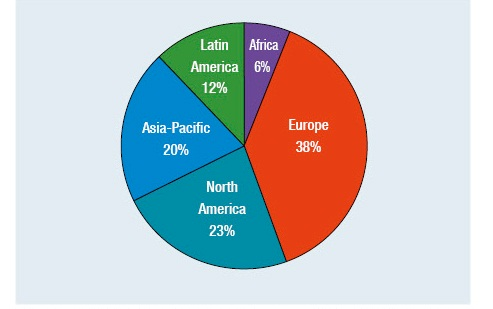 Latin
America
12%
Africa
6%
Europe
38%
Asia-Pacific
20%
North
America
23%